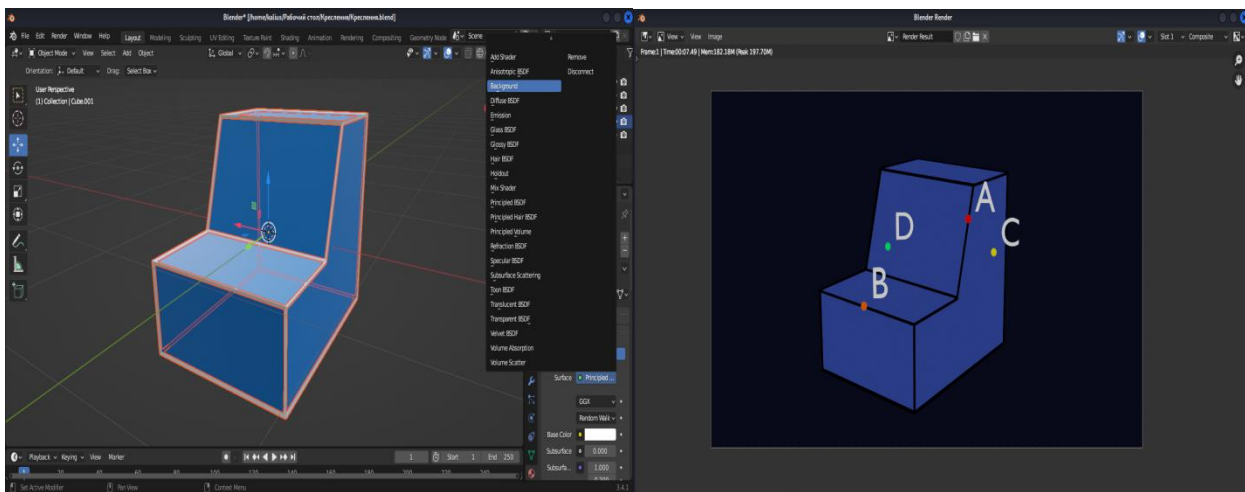 Blender* [/home/kalius/Рабочий стол/Креслення/Креслення.blend]
File Edit Render Window Help Layout Modeling Sculpting UV Editing Texture Paint Shading Animation Rendering Compositing Geometry Node Scene
Object Mode View Select Add Object Global
Orientation: Default Drag: Select Box
User Perspective
(1) Collection | Cube.001
Add Shader Remove
Anisotropic BSDF Disconnect
Background
Diffuse BSDF
Emission
Glass BSDF
Glossy BSDF
Hair BSDF
Holdout
Mix Shader
Principled BSDF
Principled Hair BSDF
Principled Volume
Refraction BSDF
Specular BSDF
Subsurface Scattering
Toon BSDF
Translucent BSDF
Transparent BSDF
Velvet BSDF
Volume Absorption
Volume Scatter
Surface Principled ...
GGX
Random Walk
Base Color
Subsurface 0.000
Subsurfa... 1.000
Playback Keying View Marker 1 Start 1 End 250
Set Active Modifier Pan View Context Menu 3.4.1
Blender Render
View View Image Render Result Slot 1 Composite
Frame:1 | Time:00:07.49 | Mem:182.18M (Peak 197.70M)
A
D
C
B